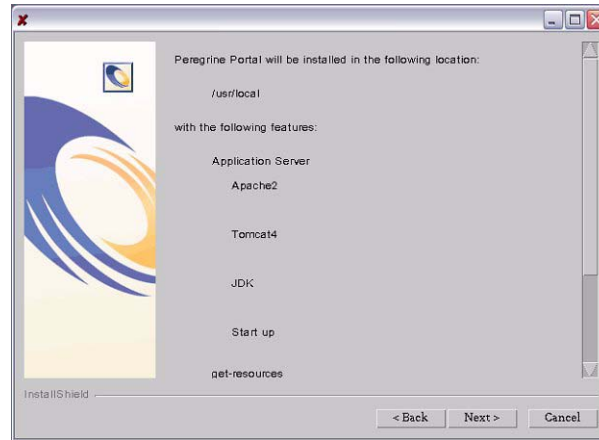 Peregrine Portal will be installed in the following location:
/usr/local
with the following features:
Application Server
Apache2
Tomcat4
JDK
Start up
get-resources
InstallShield
< Back
Next >
Cancel